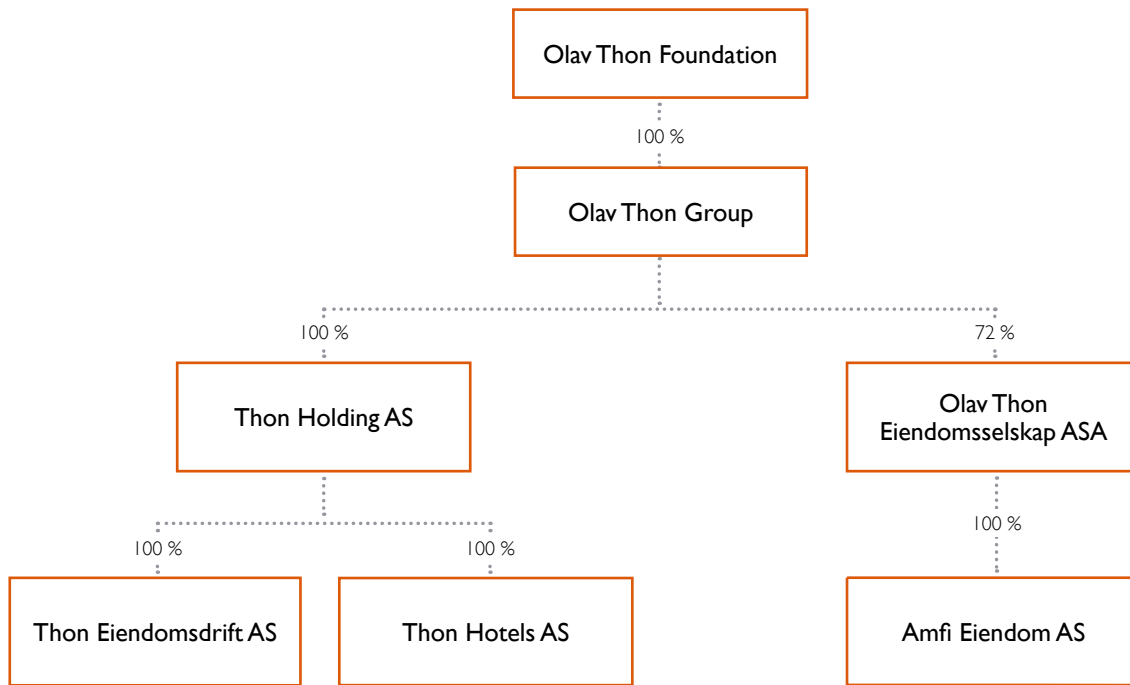 Olav Thon Foundation
100 %
Olav Thon Group
100 %
72 %
Thon Holding AS
Olav Thon
Eiendomsselskap ASA
100 %
100 %
100 %
Thon Eiendomsdrift AS
Thon Hotels AS
Amfi Eiendom AS